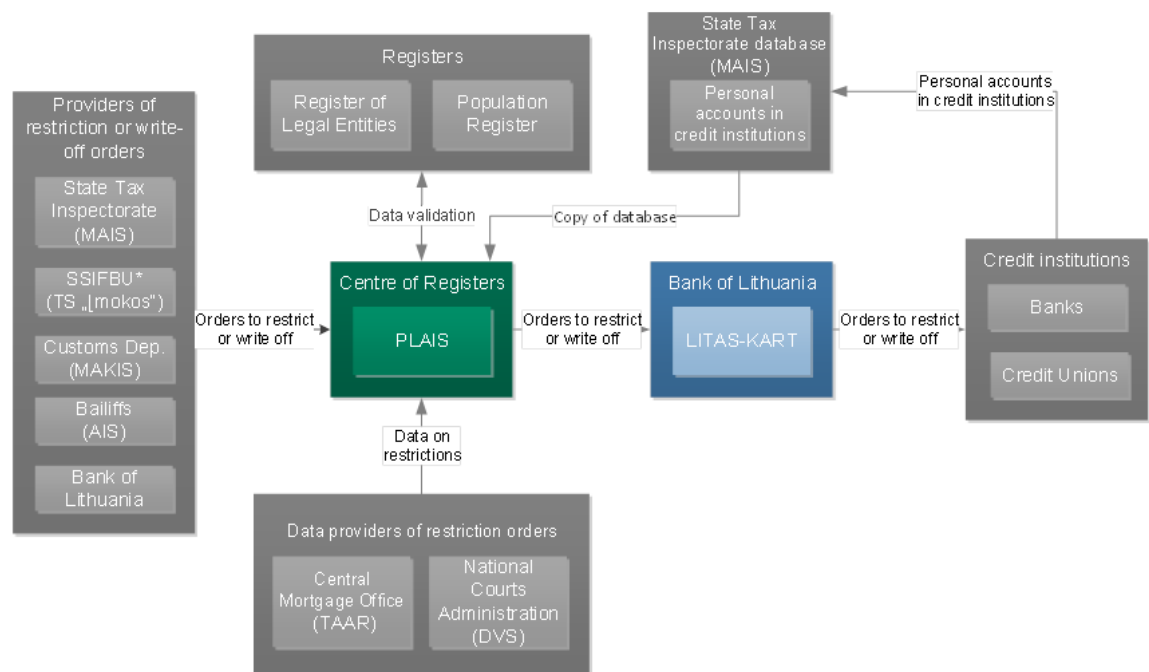 Providers of
restriction or write-
off orders
State Tax
Inspectorate
(MAIS)
SSIFBU*
(TS „[mokos")
Customs Dep.
(MAKIS)
Bailiffs
(AIS)
Bank of
Lithuania
Registers
Register of
Legal Entities
Population
Register
State Tax
Inspectorate database
(MAIS)
Personal
accounts in
credit institutions
Personal accounts
in credit institutions
Data validation
Copy of database
Orders to restrict
or write off
Centre of Registers
PLAIS
Orders to restrict
or write off
Bank of Lithuania
LITAS-KART
Orders to restrict
or write off
Credit institutions
Banks
Credit Unions
Data on
restrictions
Data providers of restriction orders
Central
Mortgage Office
(TAAR)
National
Courts
Administration
(DVS)